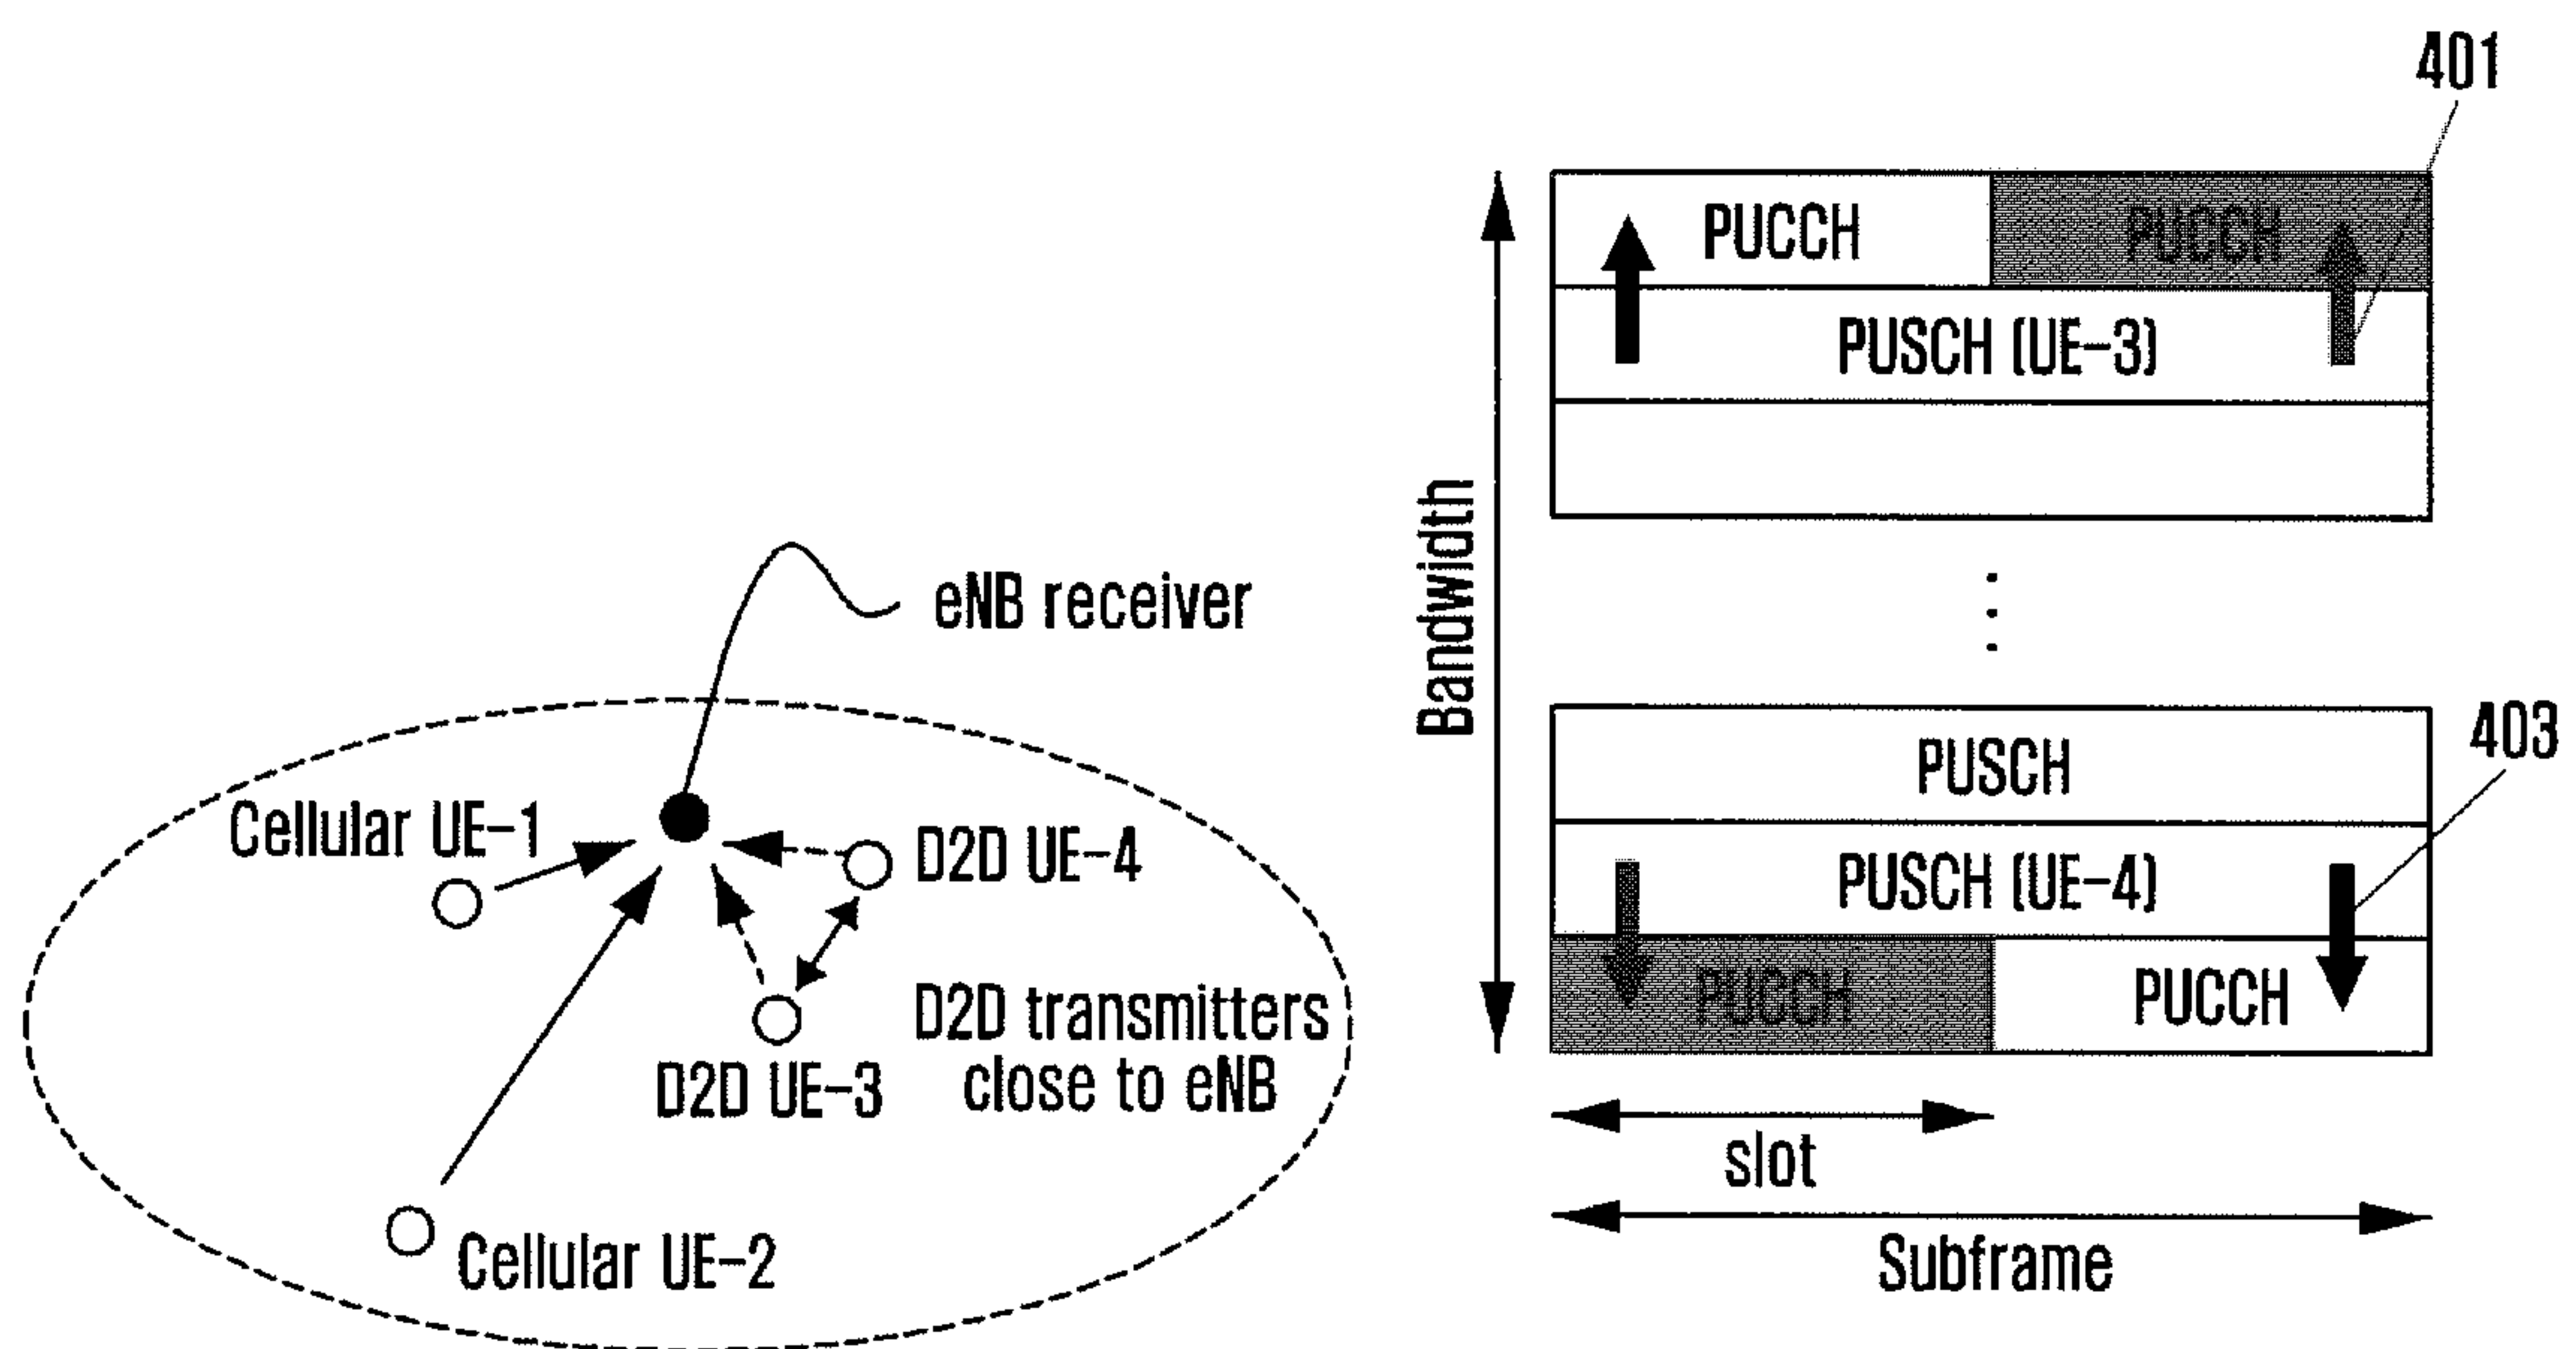 401
PUCCH PUCCH
PUSCH (UE-3)
Bandwidth
eNB receiver
403
PUSCH
PUSCH (UE-4)
PUCCH PUCCH
Cellular UE-1
D2D UE-4
D2D transmitters
close to eNB
D2D UE-3
Cellular UE-2
slot
Subframe